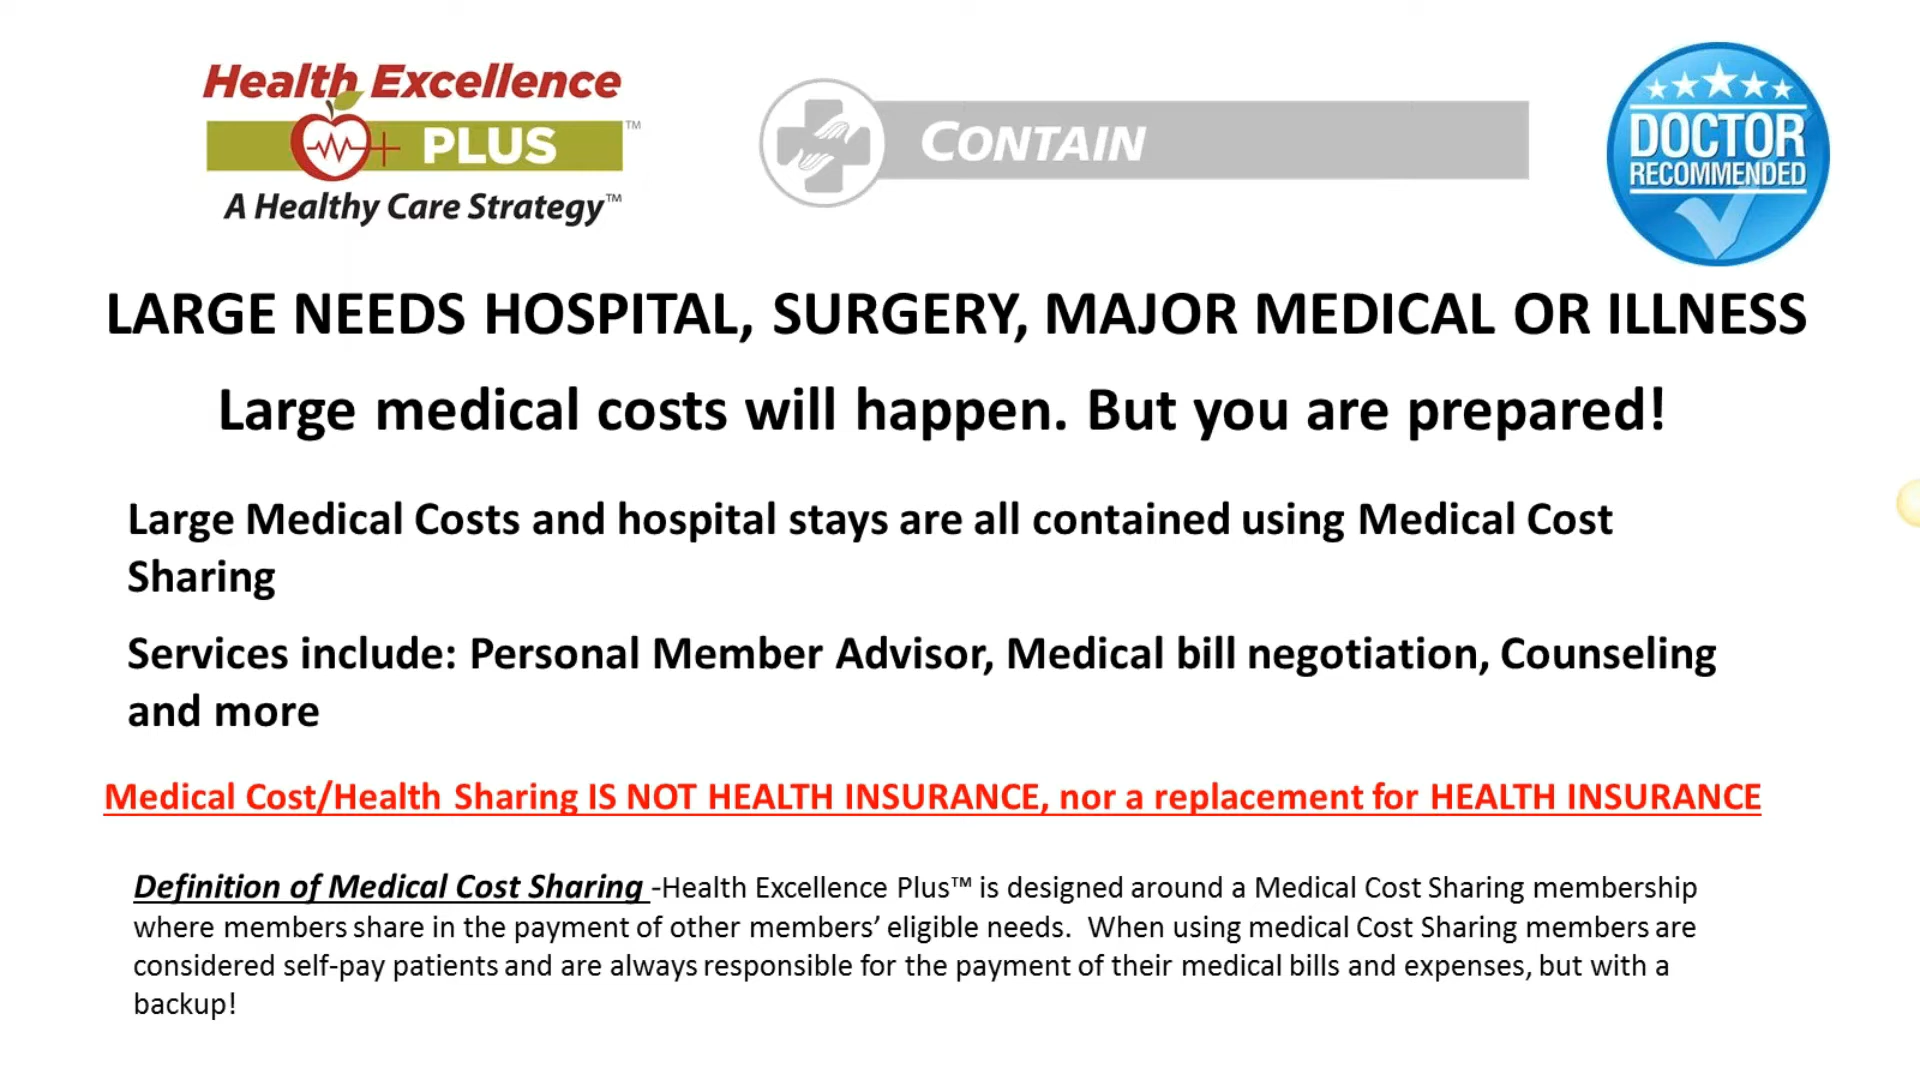 Health Excellence
PLUS™
A Healthy Care Strategy™
CONTAIN
DOCTOR
RECOMMENDED
LARGE NEEDS HOSPITAL, SURGERY, MAJOR MEDICAL OR ILLNESS
Large medical costs will happen. But you are prepared!
Large Medical Costs and hospital stays are all contained using Medical Cost
Sharing
Services include: Personal Member Advisor, Medical bill negotiation, Counseling
and more
Medical Cost/Health Sharing IS NOT HEALTH INSURANCE, nor a replacement for HEALTH INSURANCE
Definition of Medical Cost Sharing -Health Excellence Plus™ is designed around a Medical Cost Sharing membership
where members share in the payment of other members’ eligible needs.  When using medical Cost Sharing members are
considered self-pay patients and are always responsible for the payment of their medical bills and expenses, but with a
backup!